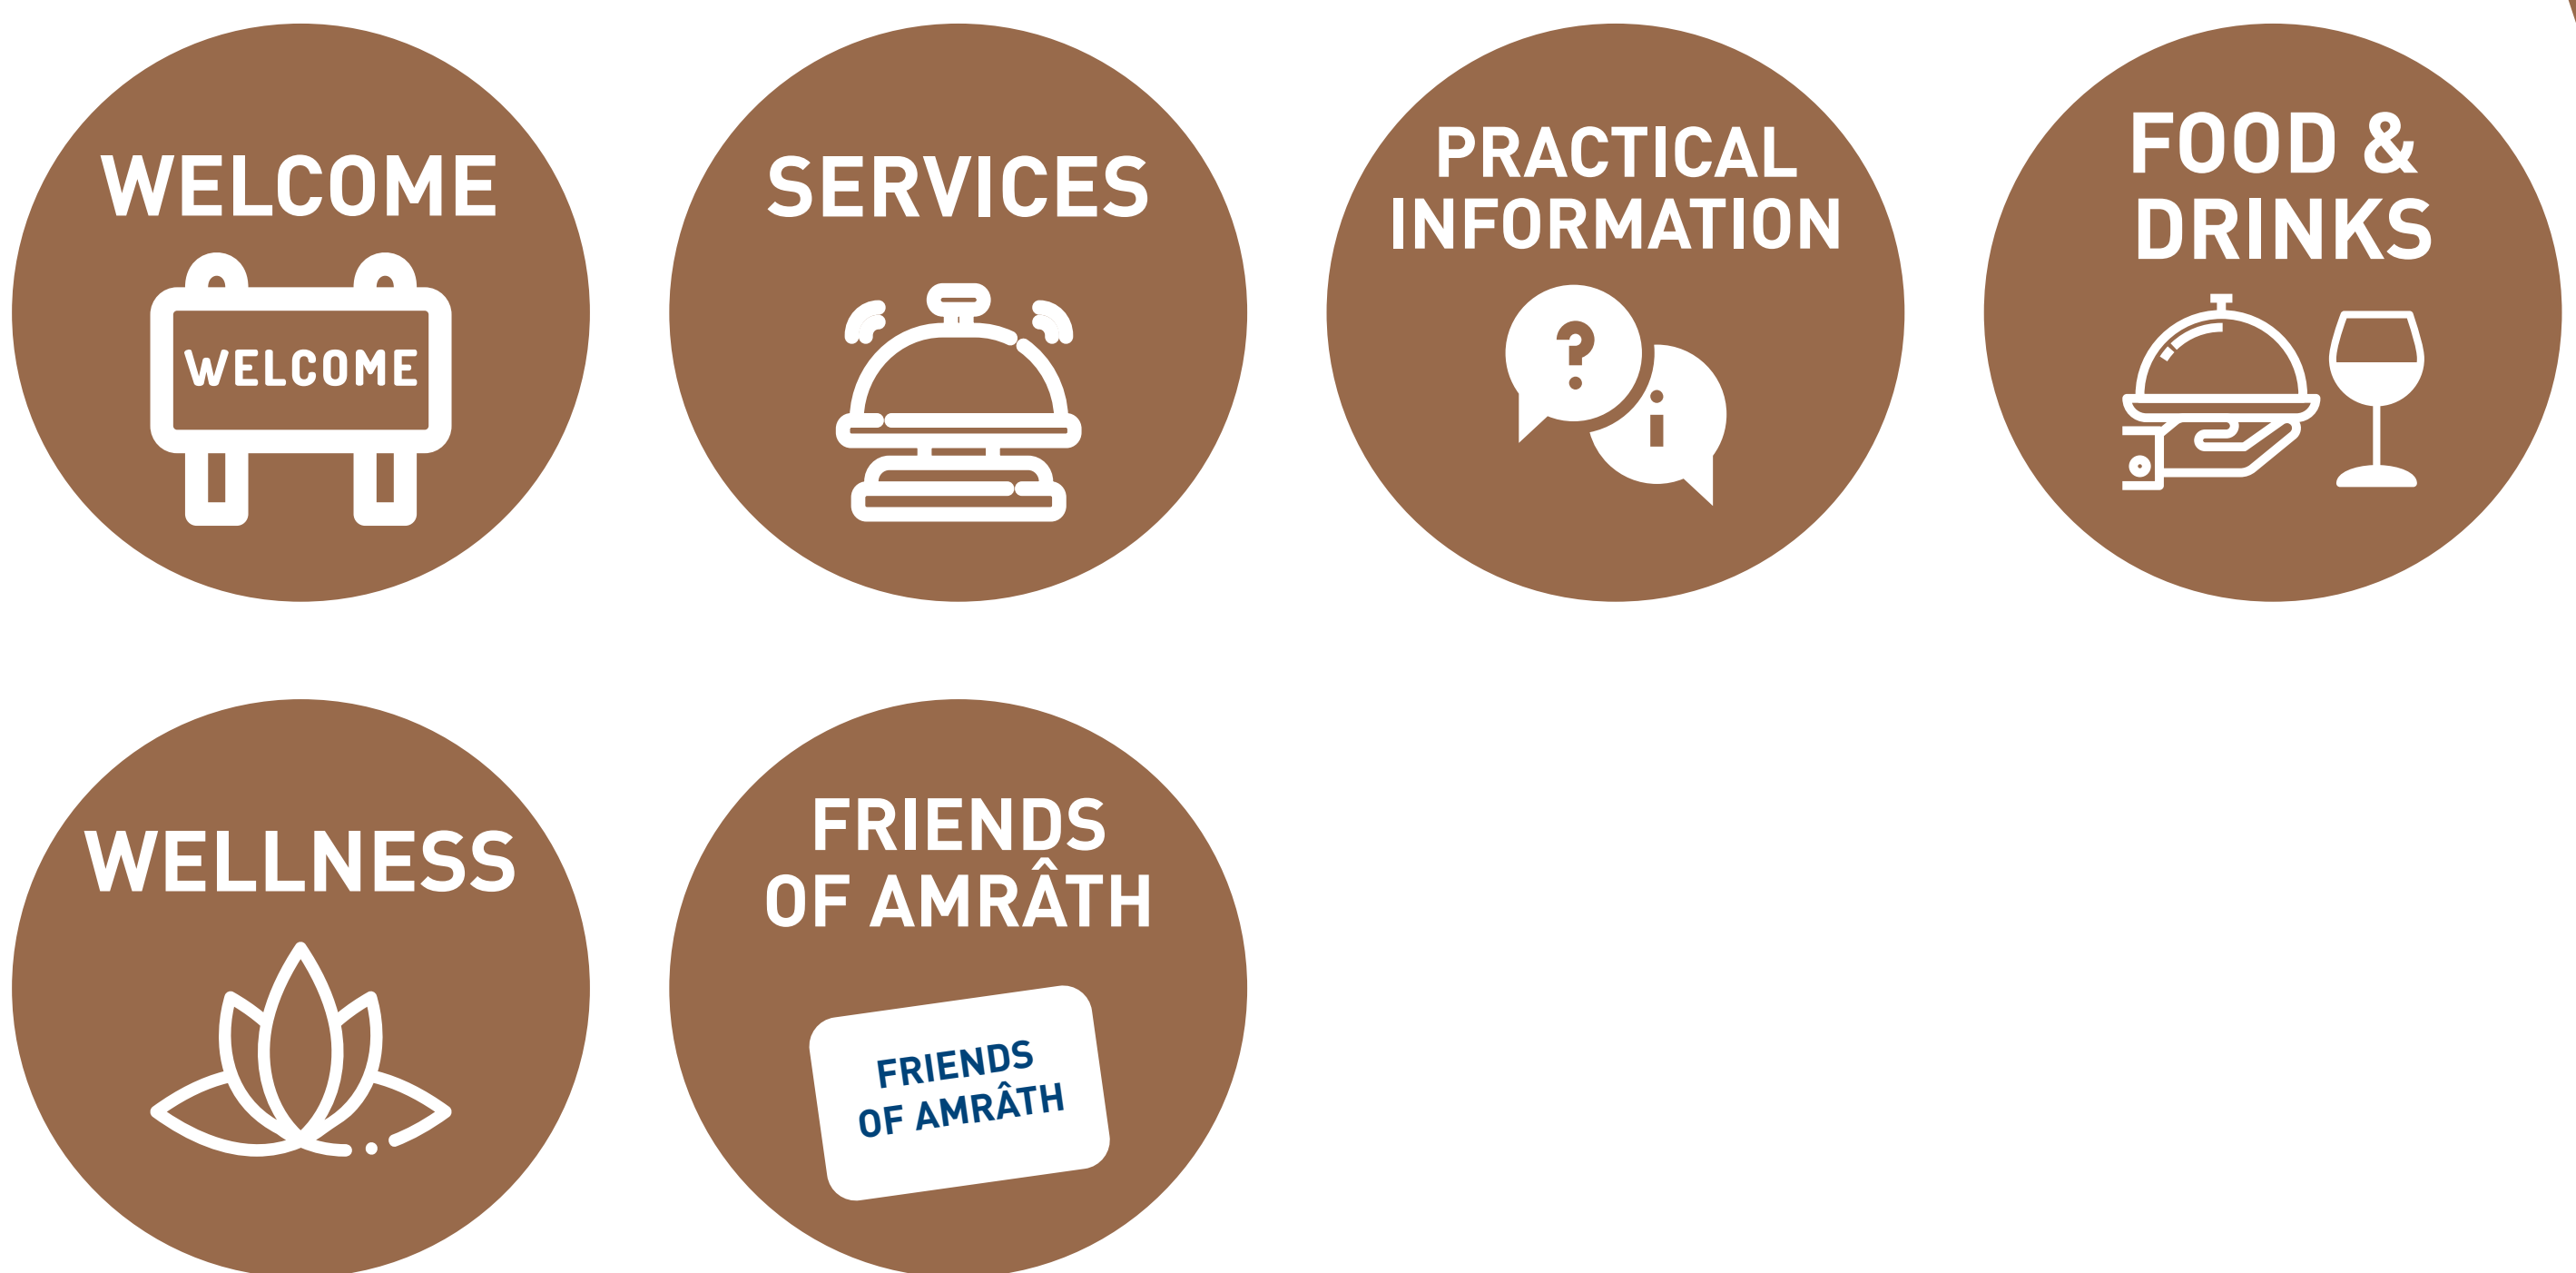 WELCOME
WELCOME
SERVICES
PRACTICAL
INFORMATION
?
i
FOOD &
DRINKS
WELLNESS
FRIENDS
OF AMRÂTH
FRIENDS
OF AMRÂTH